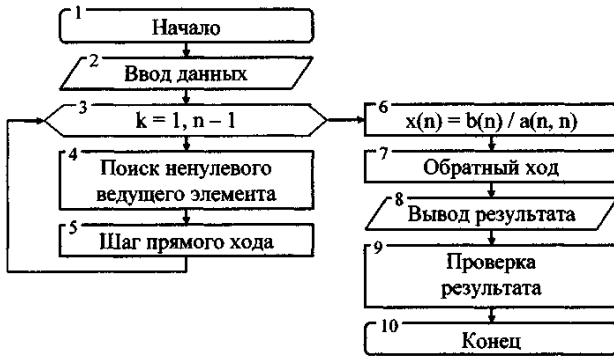 1
Начало
2
Ввод данных
3
k = 1, n – 1
4
Поиск ненулевого
ведущего элемента
5
Шаг прямого хода
6
x(n) = b(n) / a(n, n)
7
Обратный ход
8
Вывод результата
9
Проверка
результата
10
Конец